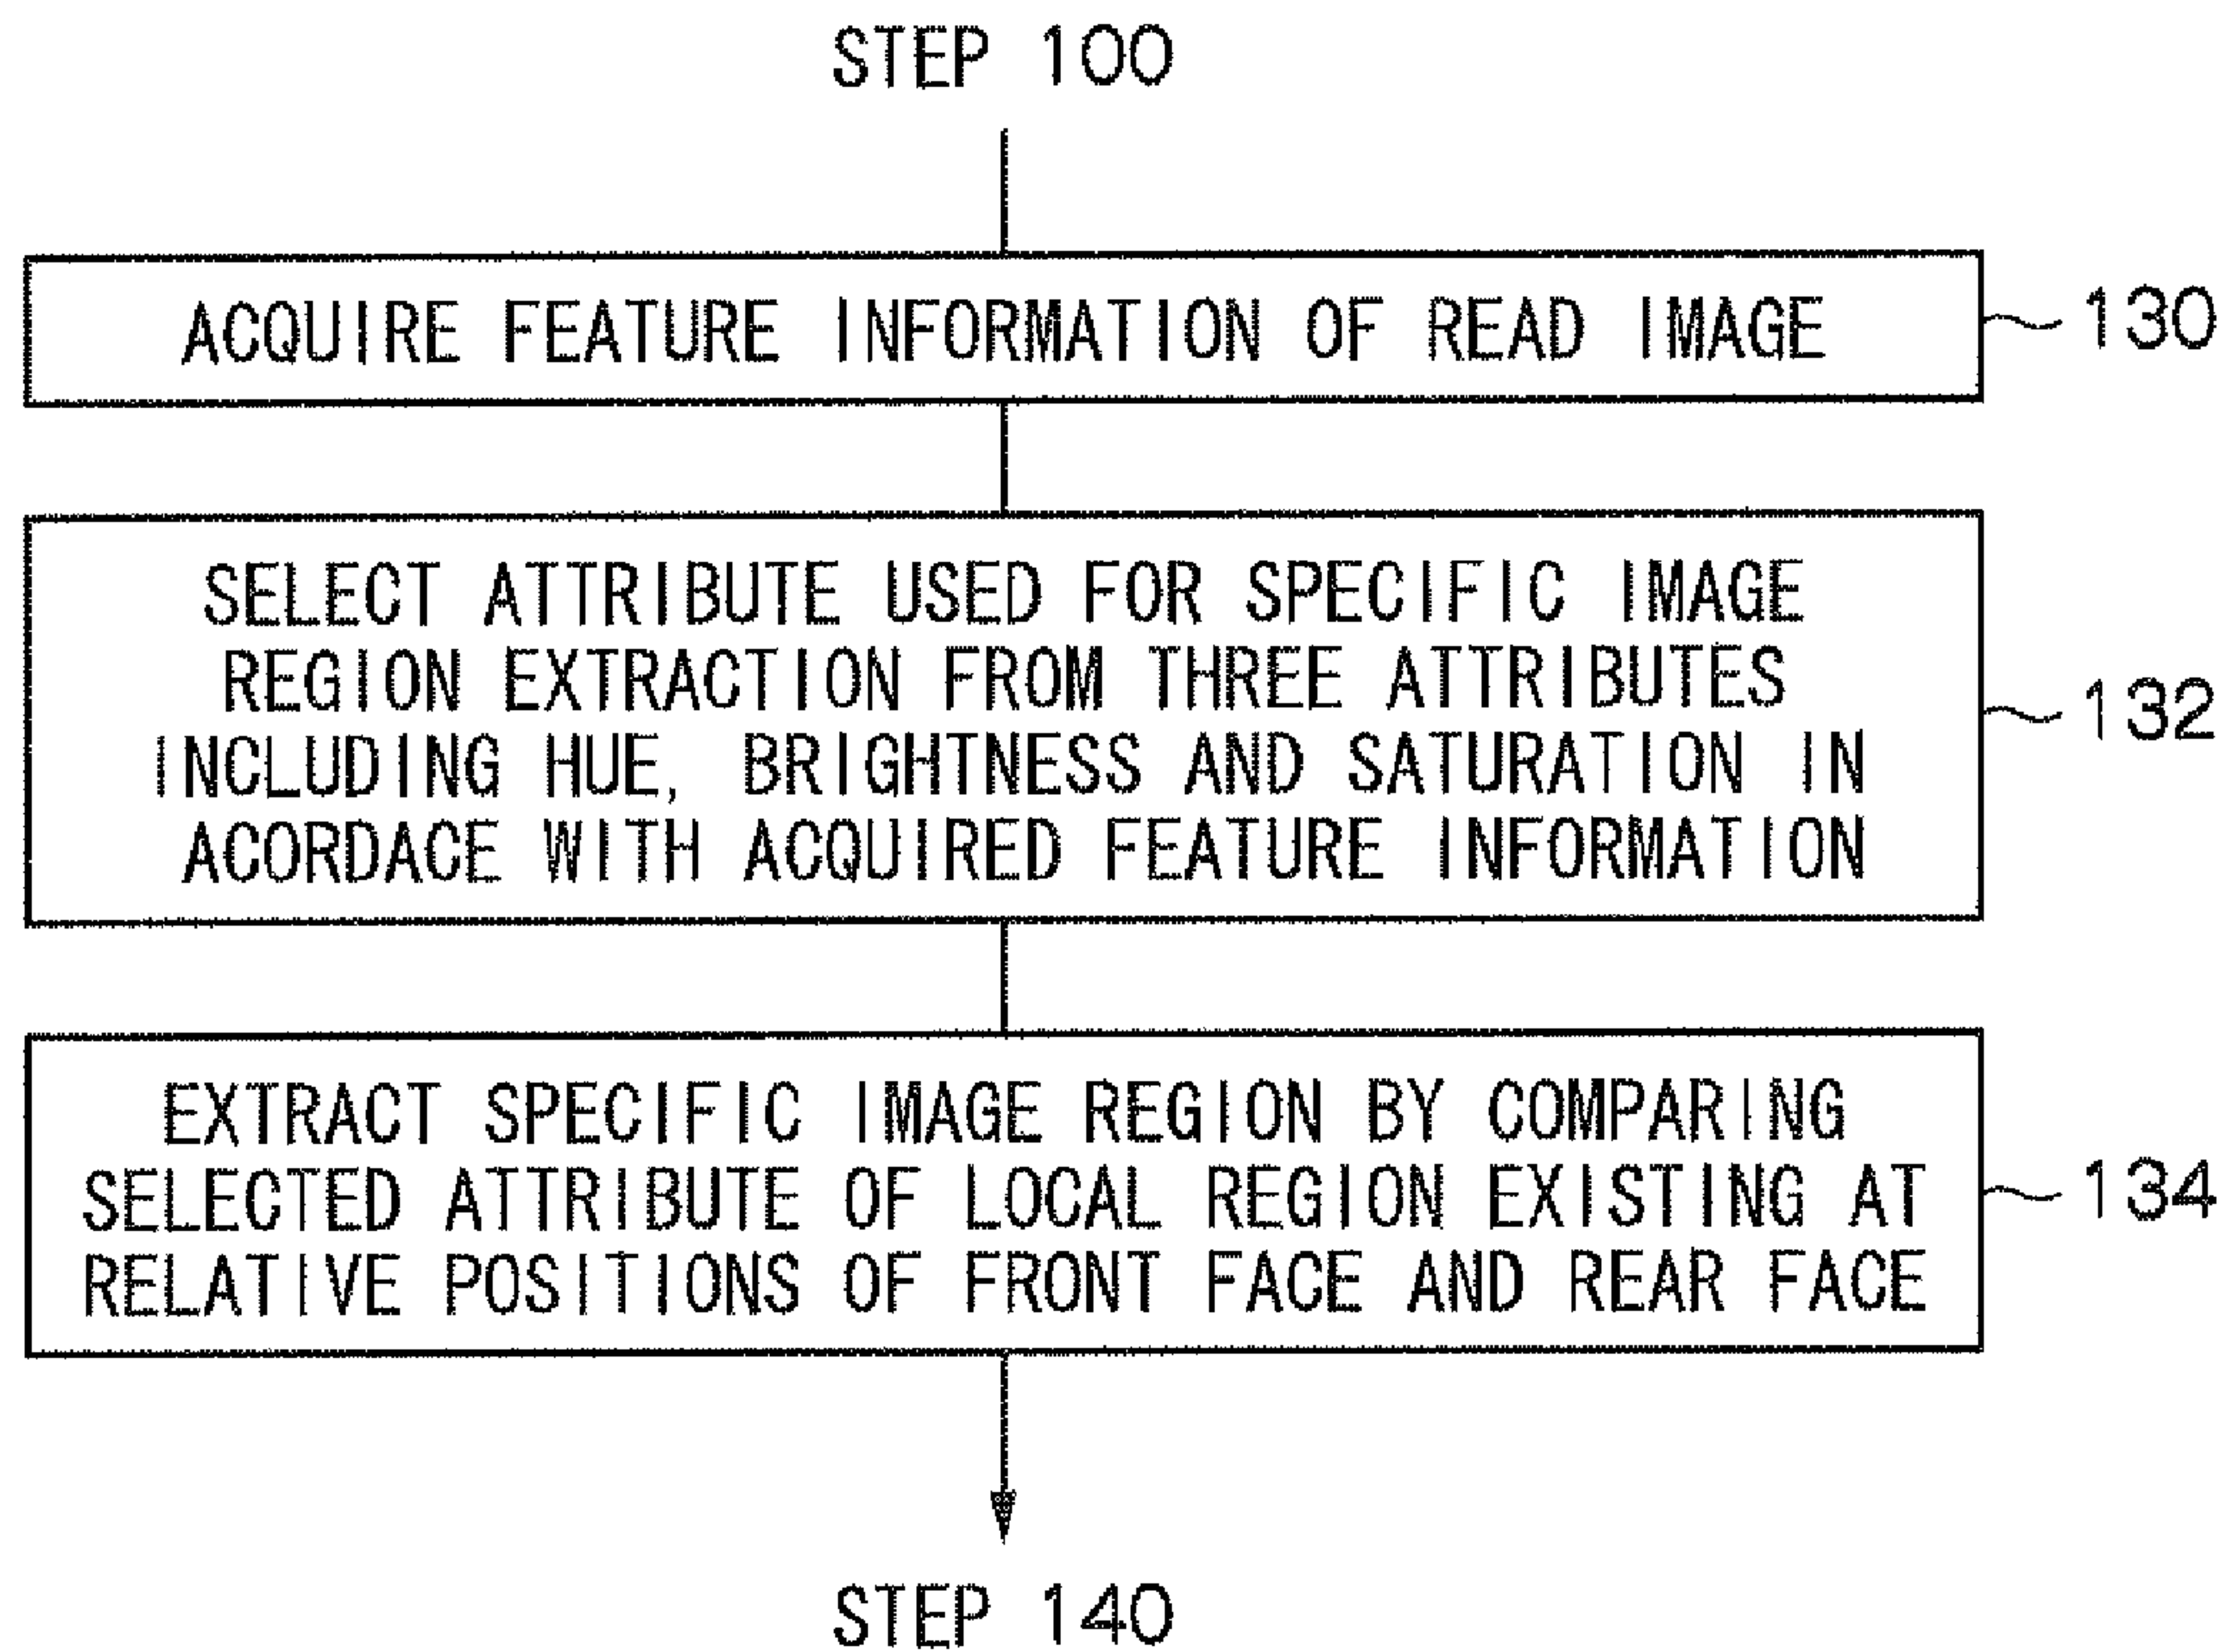 STEP 100
ACQUIRE FEATURE INFORMATION OF READ IMAGE
130
SELECT ATTRIBUTE USED FOR SPECIFIC IMAGE
REGION EXTRACTION FROM THREE ATTRIBUTES
INCLUDING HUE, BRIGHTNESS AND SATURATION IN
ACORDACE WITH ACQUIRED FEATURE INFORMATION
132
EXTRACT SPECIFIC IMAGE REGION BY COMPARING
SELECTED ATTRIBUTE OF LOCAL REGION EXISTING AT
RELATIVE POSITIONS OF FRONT FACE AND REAR FACE
134
STEP 140